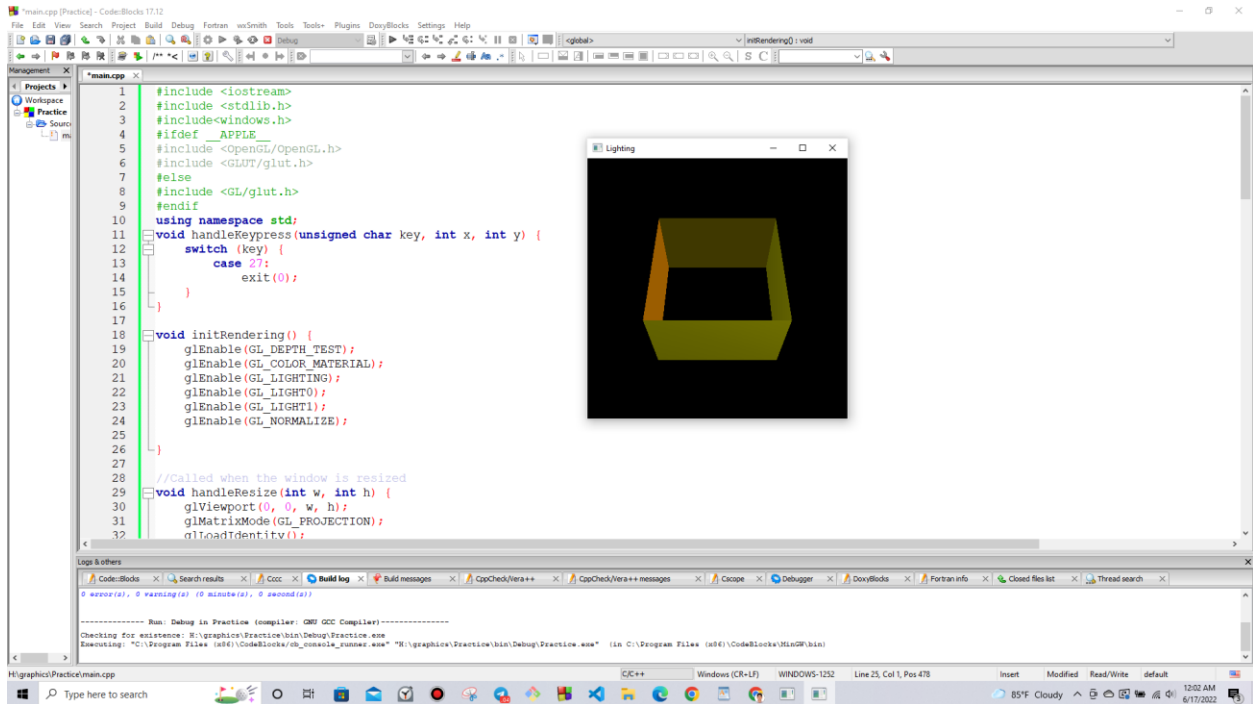 *main.cpp [Practice] - Code::Blocks 17.12
File Edit View Search Project Build Debug Fortran wxSmith Tools Tools+ Plugins DoxyBlocks Settings Help
Debug
<global>
initRendering() : void
/** *<
S C
Management X
*main.cpp X
Projects
Workspace
Practice
Sourc
m
1 #include <iostream>
2 #include <stdlib.h>
3 #include<windows.h>
4 #ifdef __APPLE__
5 #include <OpenGL/OpenGL.h>
6 #include <GLUT/glut.h>
7 #else
8 #include <GL/glut.h>
9 #endif
10 using namespace std;
11 void handleKeypress(unsigned char key, int x, int y) {
12 switch (key) {
13 case 27:
14 exit(0);
15 }
16 }
17
18 void initRendering() {
19 glEnable(GL_DEPTH_TEST);
20 glEnable(GL_COLOR_MATERIAL);
21 glEnable(GL_LIGHTING);
22 glEnable(GL_LIGHT0);
23 glEnable(GL_LIGHT1);
24 glEnable(GL_NORMALIZE);
25
26 }
27
28 //Called when the window is resized
29 void handleResize(int w, int h) {
30 glViewport(0, 0, w, h);
31 glMatrixMode(GL_PROJECTION);
32 glLoadIdentity();
Lighting
Logs & others
Code::Blocks X Search results X Cccc X Build log X Build messages X CppCheck/Vera++ X CppCheck/Vera++ messages X Cscope X Debugger X DoxyBlocks X Fortran info X Closed files list X Thread search X
0 error(s), 0 warning(s) (0 minute(s), 0 second(s))
-------------- Run: Debug in Practice (compiler: GNU GCC Compiler)---------------
Checking for existence: H:\graphics\Practice\bin\Debug\Practice.exe
Executing: "C:\Program Files (x86)\CodeBlocks/cb_console_runner.exe" "H:\graphics\Practice\bin\Debug\Practice.exe" (in C:\Program Files (x86)\CodeBlocks\MinGW\bin)
H:\graphics\Practice\main.cpp C/C++ Windows (CR+LF) WINDOWS-1252 Line 25, Col 1, Pos 478 Insert Modified Read/Write default
Type here to search
85°F Cloudy
12:02 AM
6/17/2022